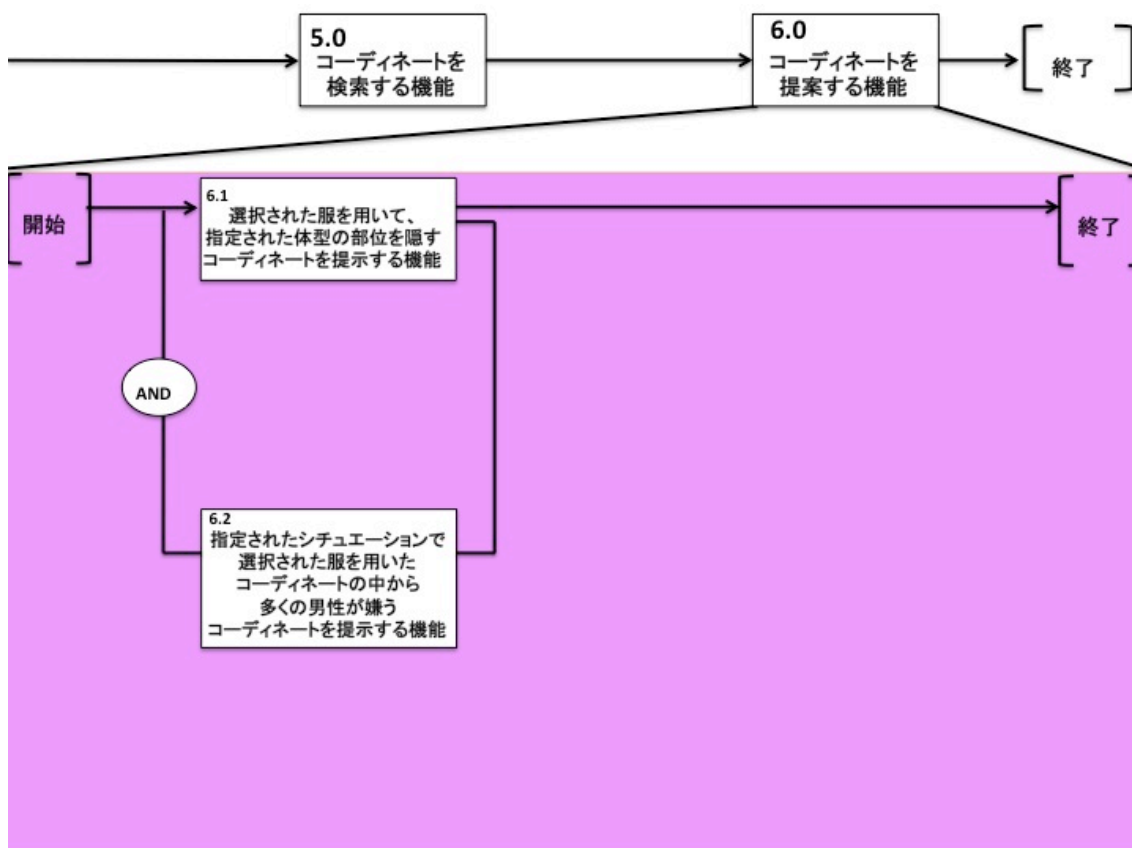 5.0
コーディネートを
検索する機能
6.0
コーディネートを
提案する機能
終了
開始
6.1
選択された服を用いて、
指定された体型の部位を隠す
コーディネートを提示する機能
終了
AND
6.2
指定されたシチュエーションで
選択された服を用いた
コーディネートの中から
多くの男性が嫌う
コーディネートを提示する機能